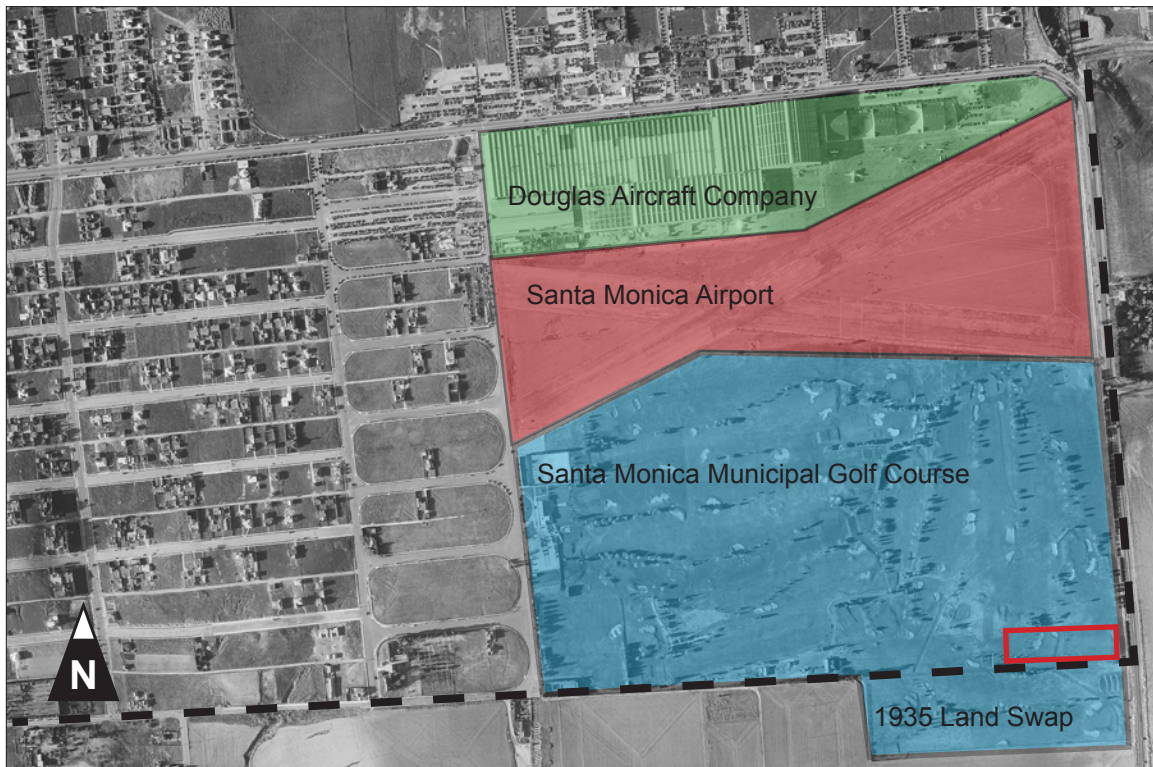 Douglas Aircraft Company
Santa Monica Airport
Santa Monica Municipal Golf Course
N
1935 Land Swap